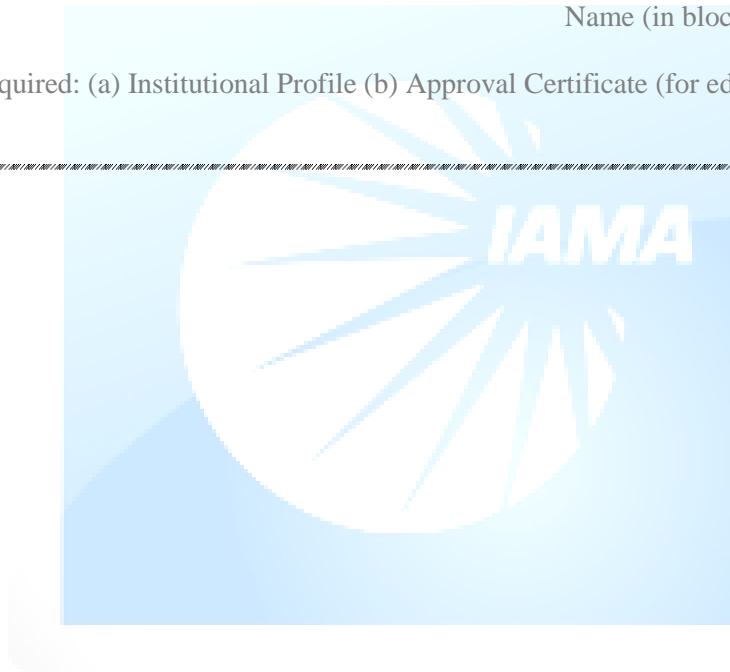 Name (in bloc
quired: (a) Institutional Profile (b) Approval Certificate (for ed
IAMA